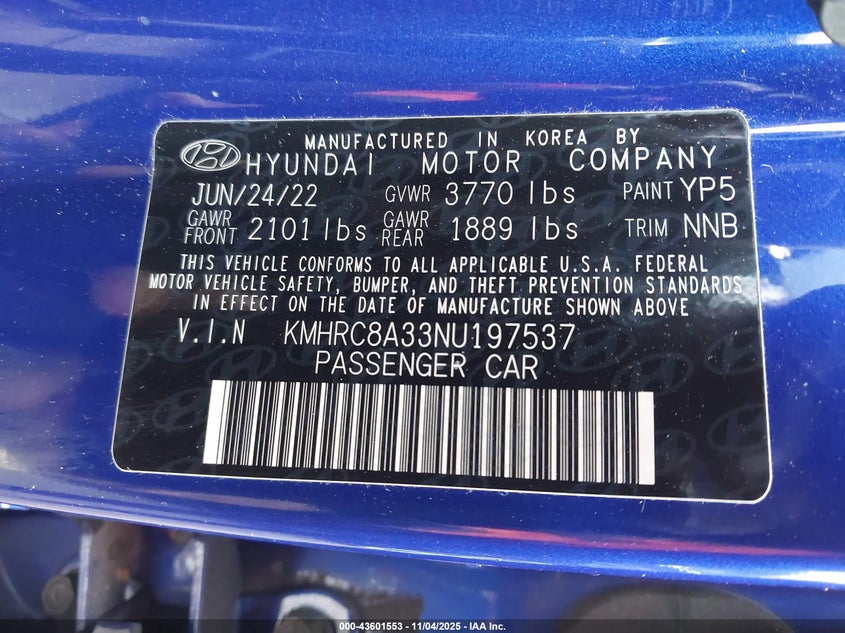 MANUFACTURED IN KOREA BY
HYUNDAI MOTOR COMPANY
JUN/24/22 GVWR 3770 lbs PAINT YP5
GAWR FRONT 2101 lbs GAWR REAR 1889 lbs TRIM NNB
THIS VEHICLE CONFORMS TO ALL APPLICABLE U.S.A. FEDERAL
MOTOR VEHICLE SAFETY, BUMPER, AND THEFT PREVENTION STANDARDS
IN EFFECT ON THE DATE OF MANUFACTURE SHOWN ABOVE
V.I.N KMHRC8A33NU197537
PASSENGER CAR
000-43601553 - 11/04/2025 - IAA Inc.